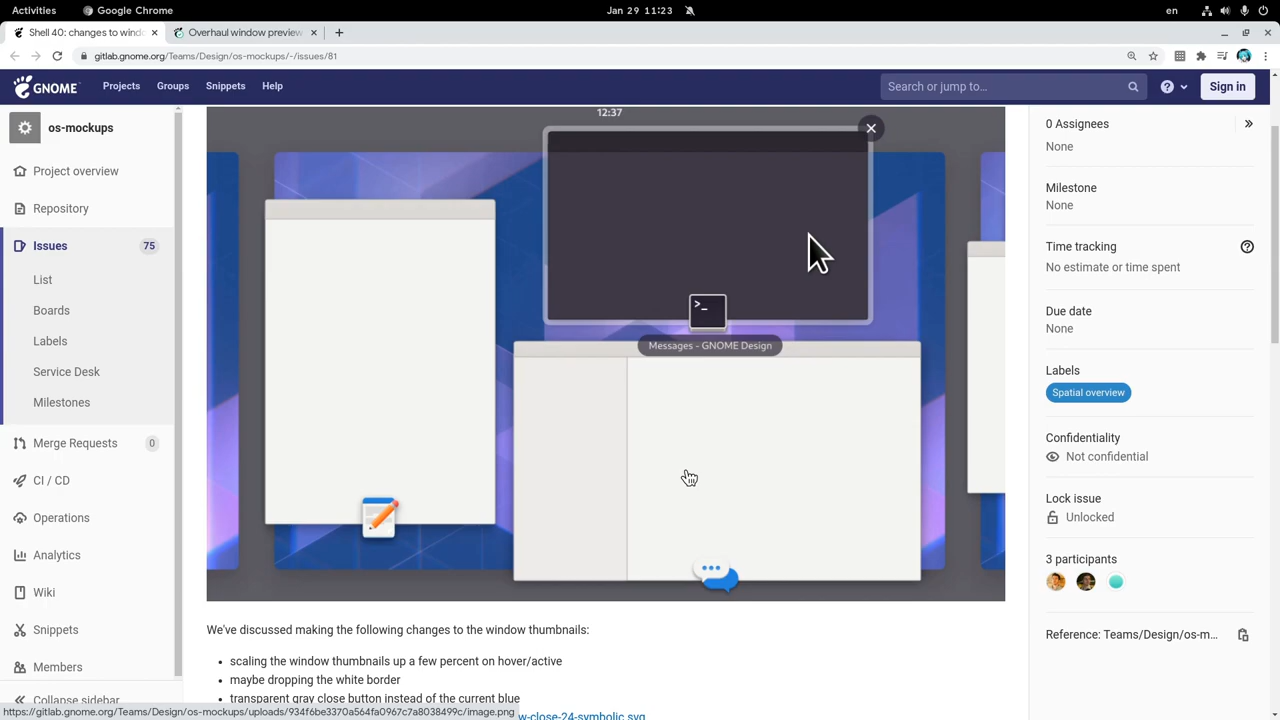 Activities
Google Chrome
Jan 29 11:23
en
Shell 40: changes to wind
Overhaul window preview
gitlab.gnome.org/Teams/Design/os-mockups/-/issues/81
GNOME
Projects
Groups
Snippets
Help
Search or jump to…
Sign in
os-mockups
Project overview
Repository
Issues
75
List
Boards
Labels
Service Desk
Milestones
Merge Requests
0
CI / CD
Operations
Analytics
Wiki
Snippets
Members
Collapse sidebar
12:37
>_
Messages - GNOME Design
We've discussed making the following changes to the window thumbnails:
• scaling the window thumbnails up a few percent on hover/active
• maybe dropping the white border
• transparent gray close button instead of the current blue
w-close-24-symbolic.svg
0 Assignees
None
Milestone
None
Time tracking
No estimate or time spent
Due date
None
Labels
Spatial overview
Confidentiality
Not confidential
Lock issue
Unlocked
3 participants
Reference: Teams/Design/os-m…
https://gitlab.gnome.org/Teams/Design/os-mockups/uploads/934f6be3370a564fa0967c7a8038499c/image.png